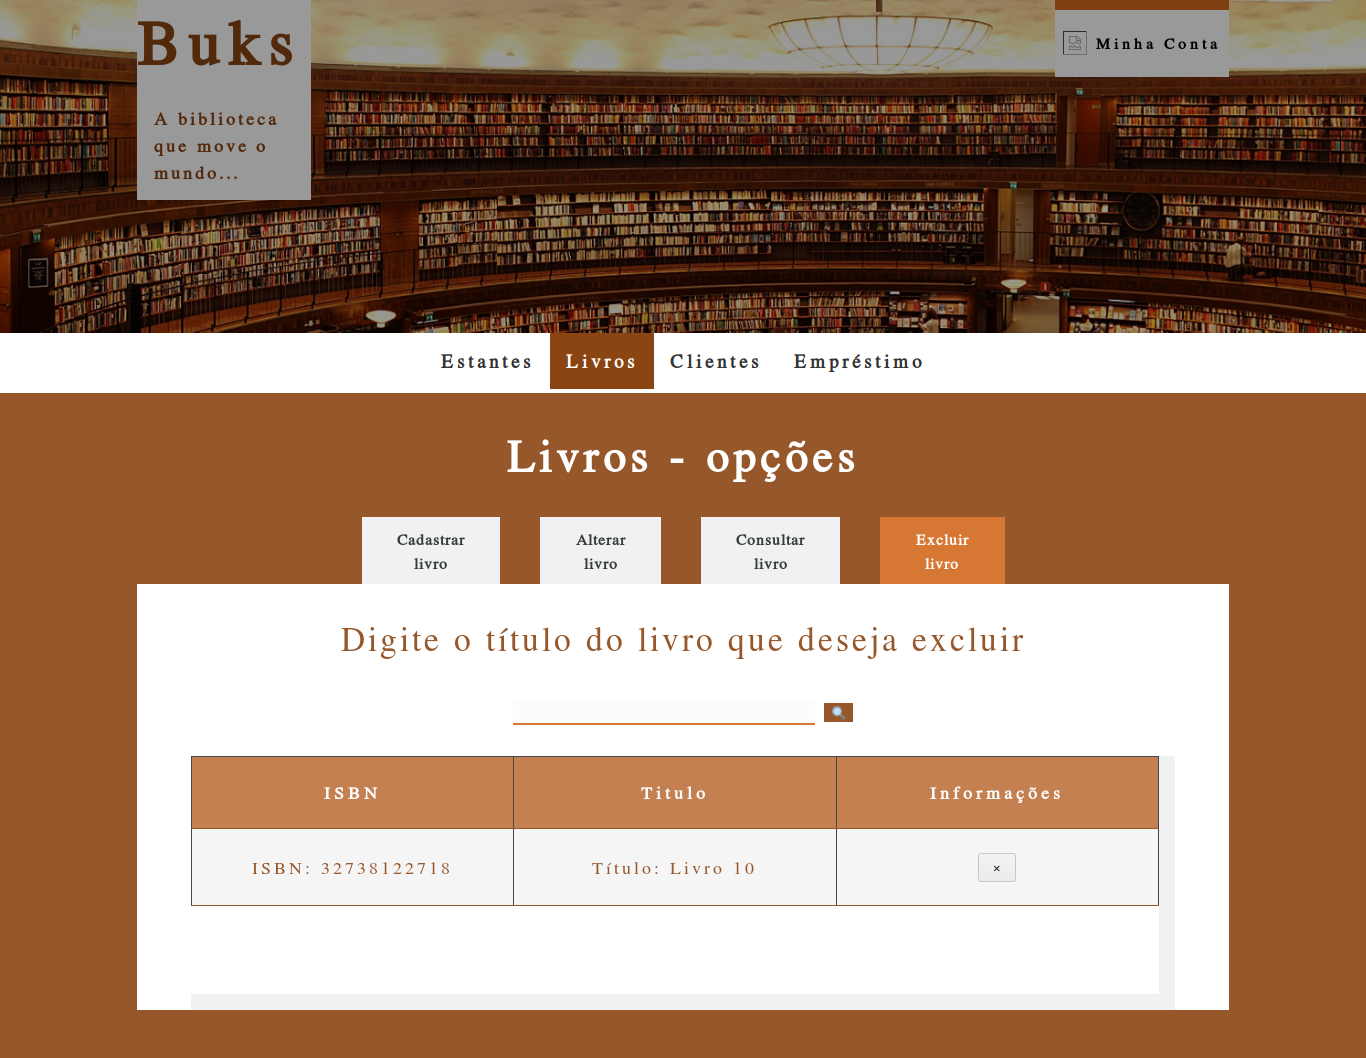 Buks
A biblioteca
que move o
mundo...
Minha Conta
Estantes Livros Clientes Empréstimo
Livros - opções
Cadastrar
livro
Alterar
livro
Consultar
livro
Excluir
livro
Digite o título do livro que deseja excluir
ISBN Titulo Informações
ISBN: 32738122718 Título: Livro 10 ×